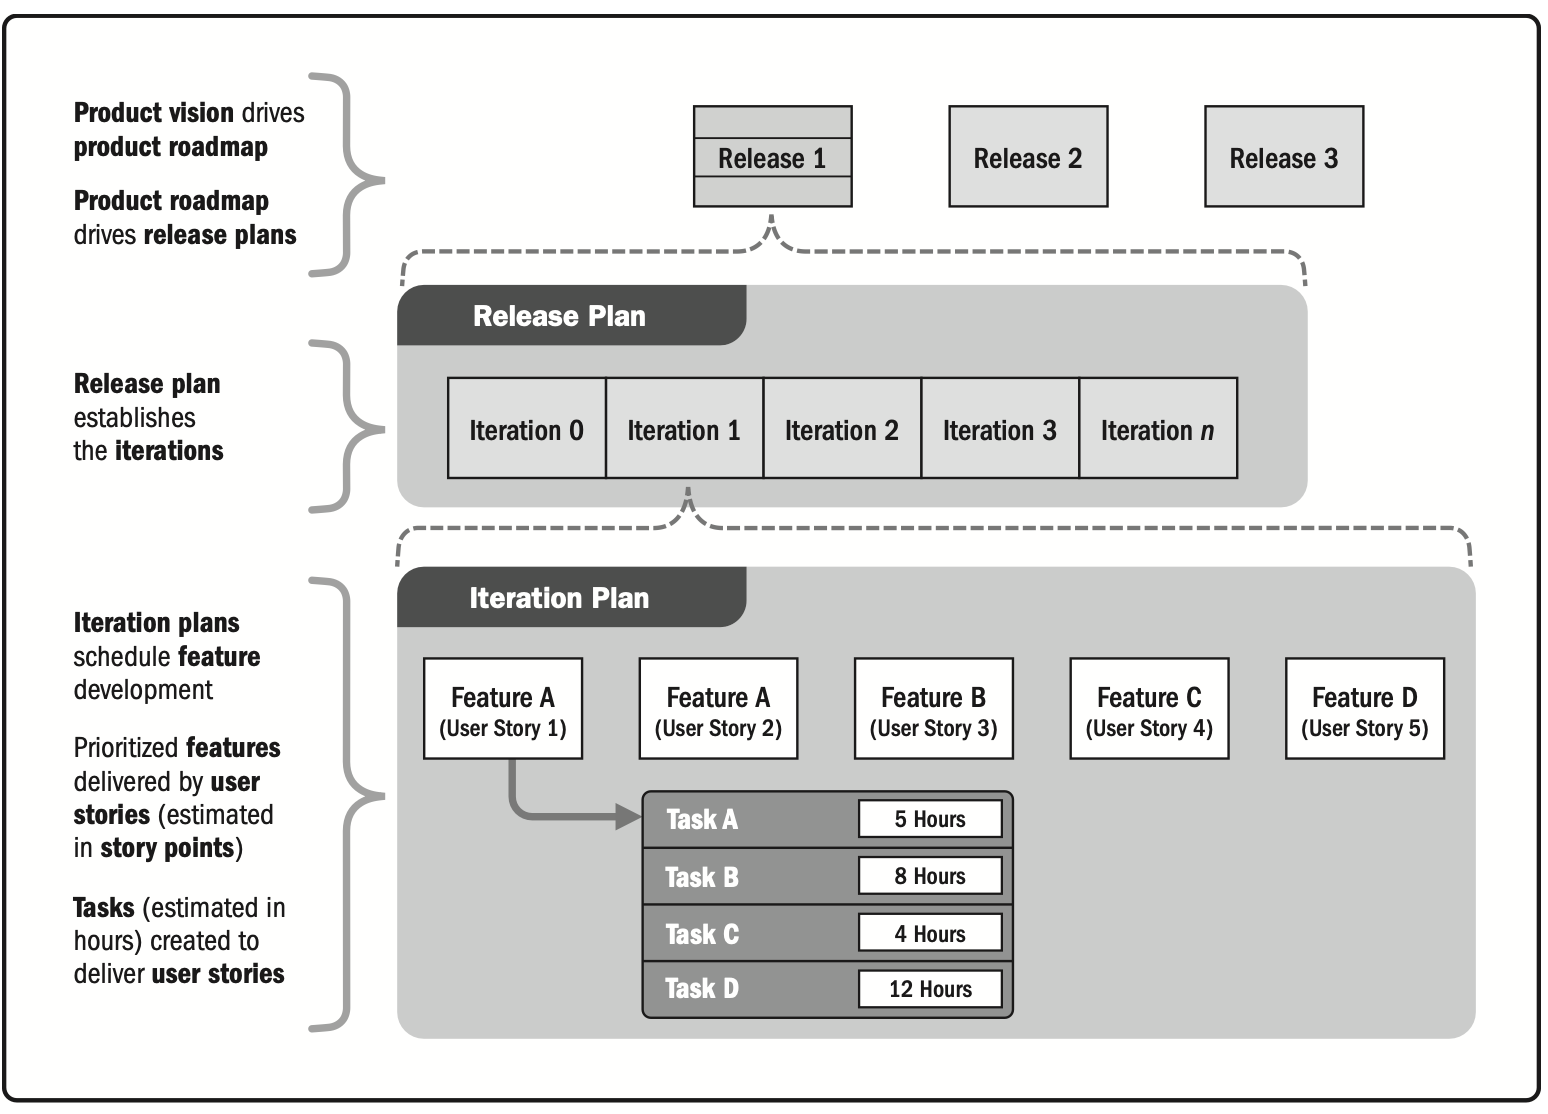 Product vision drives
product roadmap
Product roadmap
drives release plans
Release 1
Release 2
Release 3
Release Plan
Release plan
establishes
the iterations
Iteration 0
Iteration 1
Iteration 2
Iteration 3
Iteration n
Iteration Plan
Iteration plans
schedule feature
development
Prioritized features
delivered by user
stories (estimated
in story points)
Tasks (estimated in
hours) created to
deliver user stories
Feature A
(User Story 1)
Feature A
(User Story 2)
Feature B
(User Story 3)
Feature C
(User Story 4)
Feature D
(User Story 5)
Task A
5 Hours
Task B
8 Hours
Task C
4 Hours
Task D
12 Hours